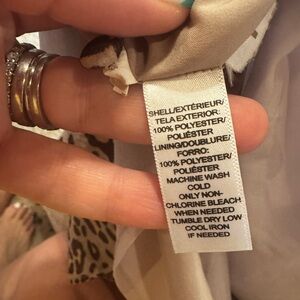 SHELL/EXTÉRIEUR/
TELA EXTERIOR:
100% POLYESTER/
POLIÉSTER
LINING/DOUBLURE/
FORRO:
100% POLYESTER/
POLIÉSTER
MACHINE WASH
COLD
ONLY NON-
CHLORINE BLEACH
WHEN NEEDED
TUMBLE DRY LOW
COOL IRON
IF NEEDED